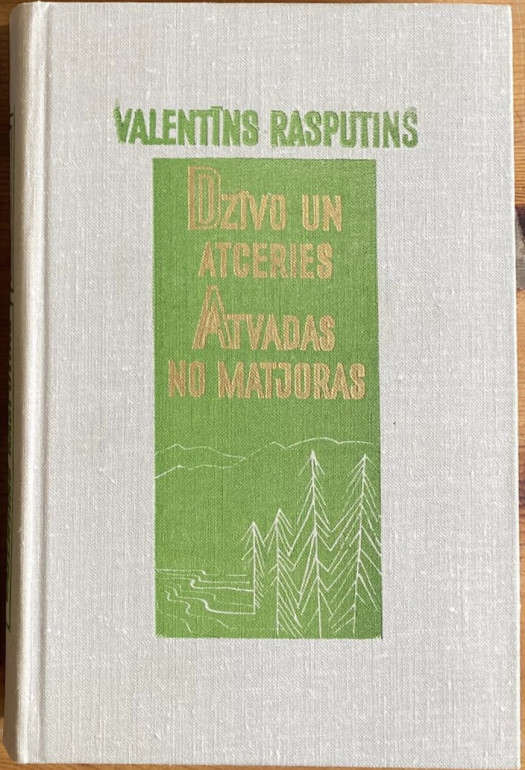 VALENTĪNS RASPUTINS
DZĪVO UN
ATCERIES
ATVADAS
NO MATJORAS